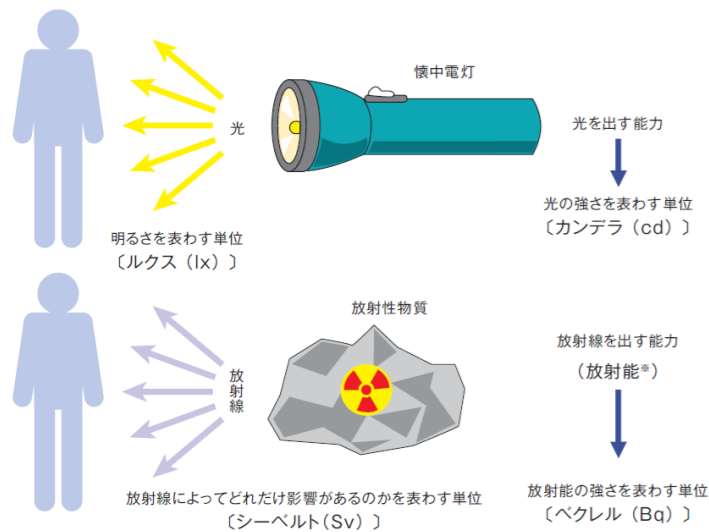 懐中電灯
光
光を出す能力
光の強さを表わす単位
〔カンデラ（cd）〕
明るさを表わす単位
〔ルクス（lx）〕
放射性物質
放射線
放射線を出す能力
（放射能※）
放射線によってどれだけ影響があるのかを表わす単位
〔シーベルト（Sv）〕
放射能の強さを表わす単位
〔ベクレル（Bq）〕